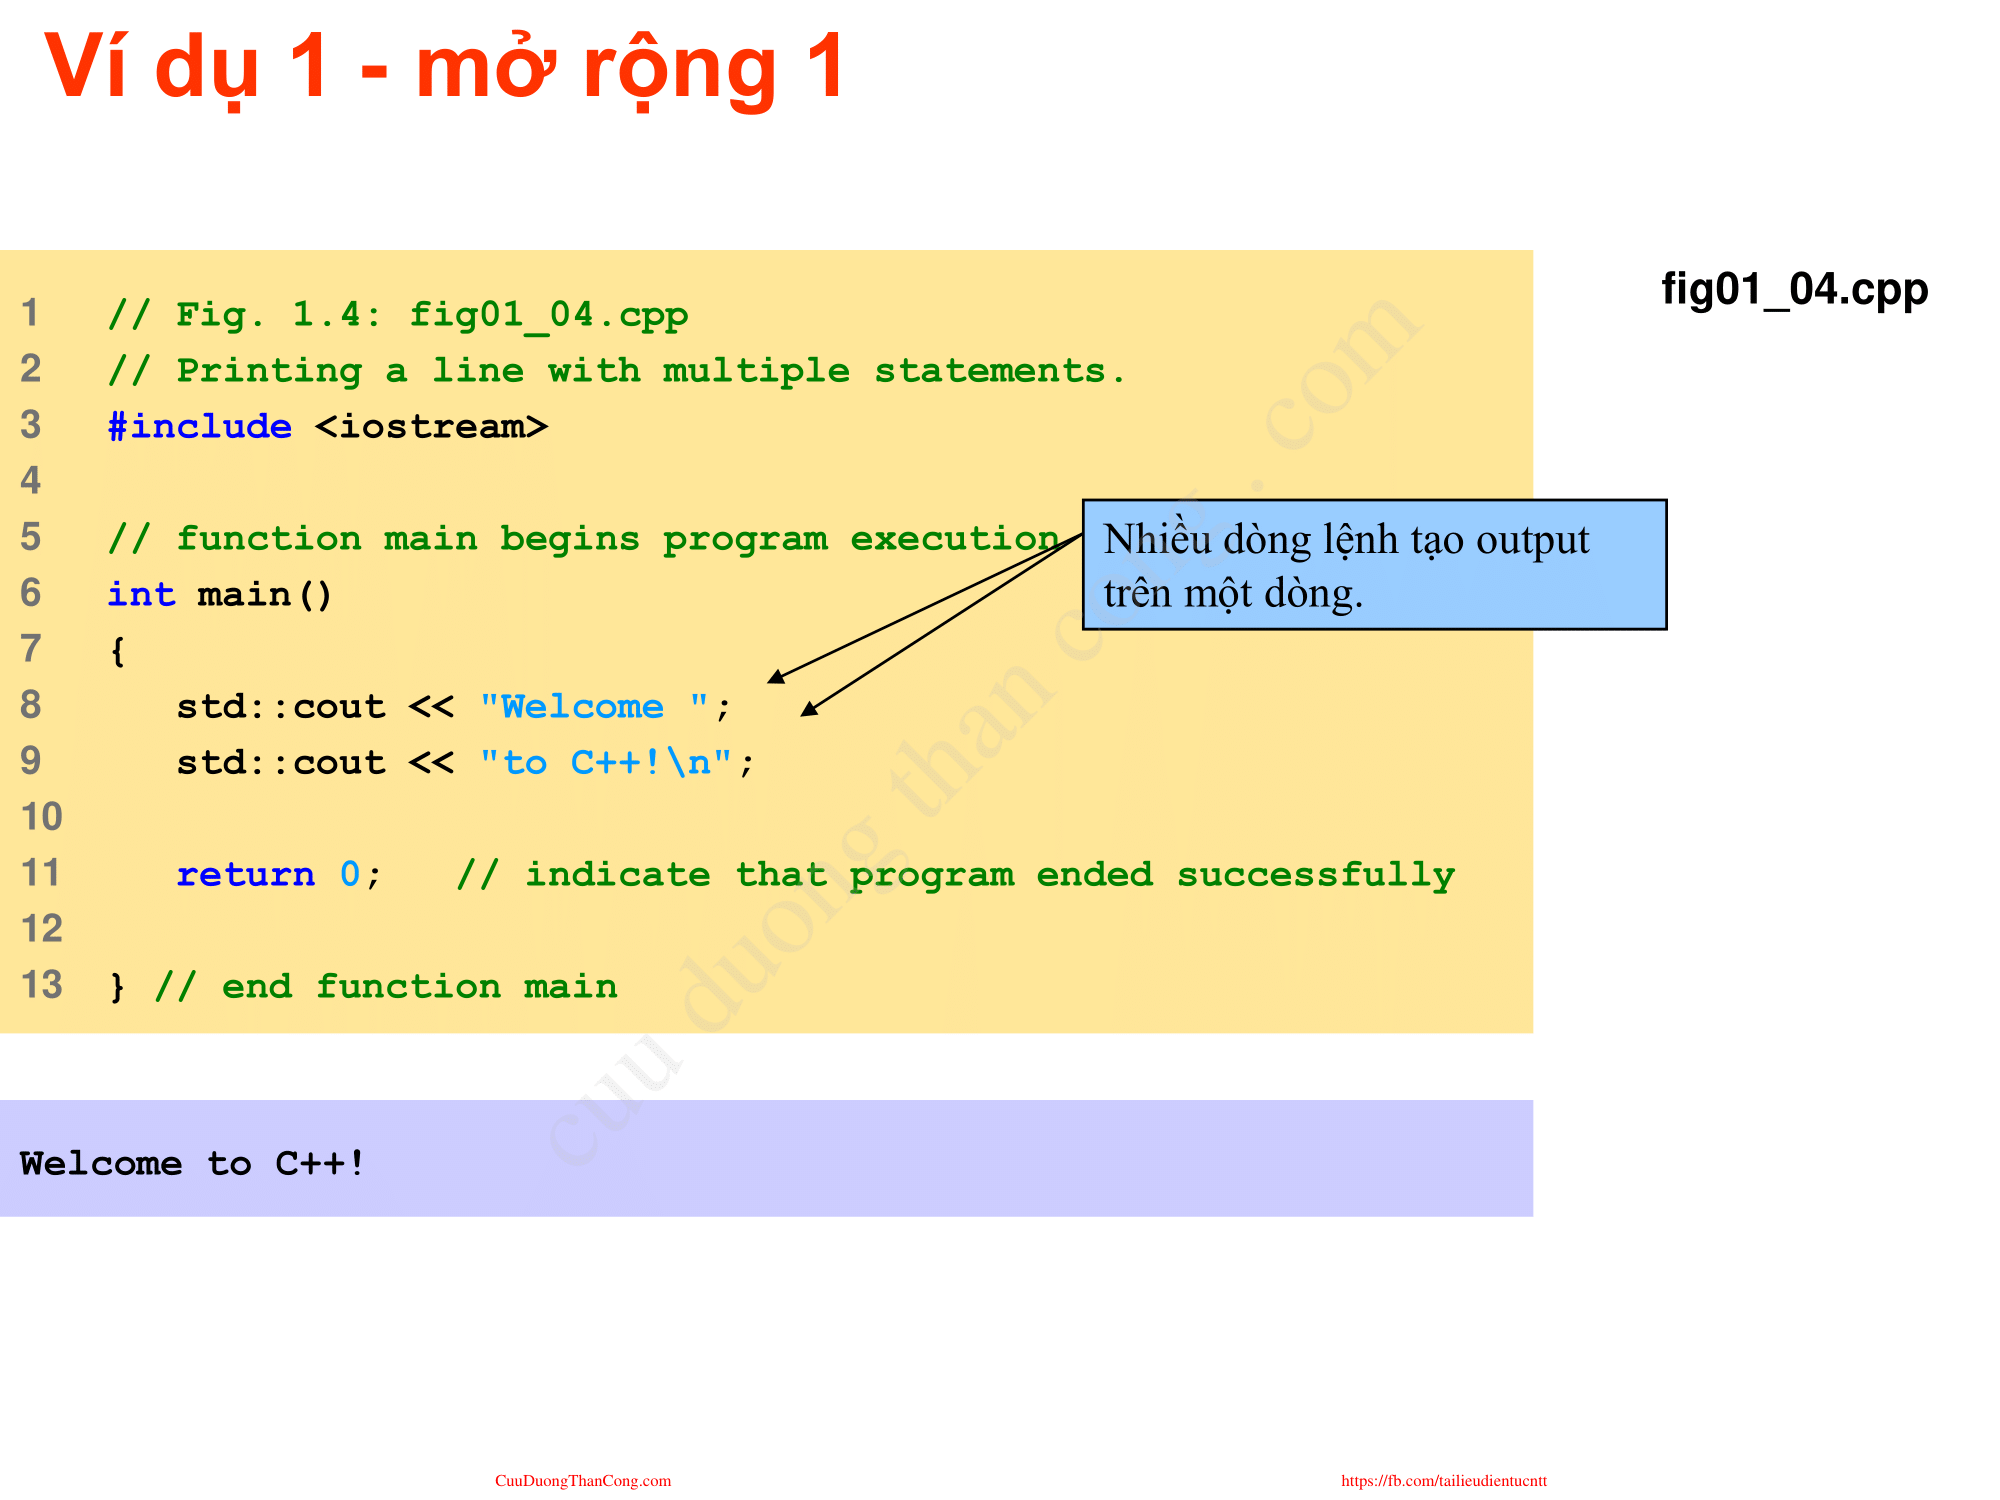 Ví dụ 1 - mở rộng 1
fig01_04.cpp
1 // Fig. 1.4: fig01_04.cpp
2 // Printing a line with multiple statements.
3 #include <iostream>
4
5 // function main begins program execution
6 int main()
7 {
8 std::cout << "Welcome ";
9 std::cout << "to C++!\n";
10
11 return 0; // indicate that program ended successfully
12
13 } // end function main
Nhiều dòng lệnh tạo output
trên một dòng.
Welcome to C++!
cuu duong than cong . com
CuuDuongThanCong.com
https://fb.com/tailieudientucntt